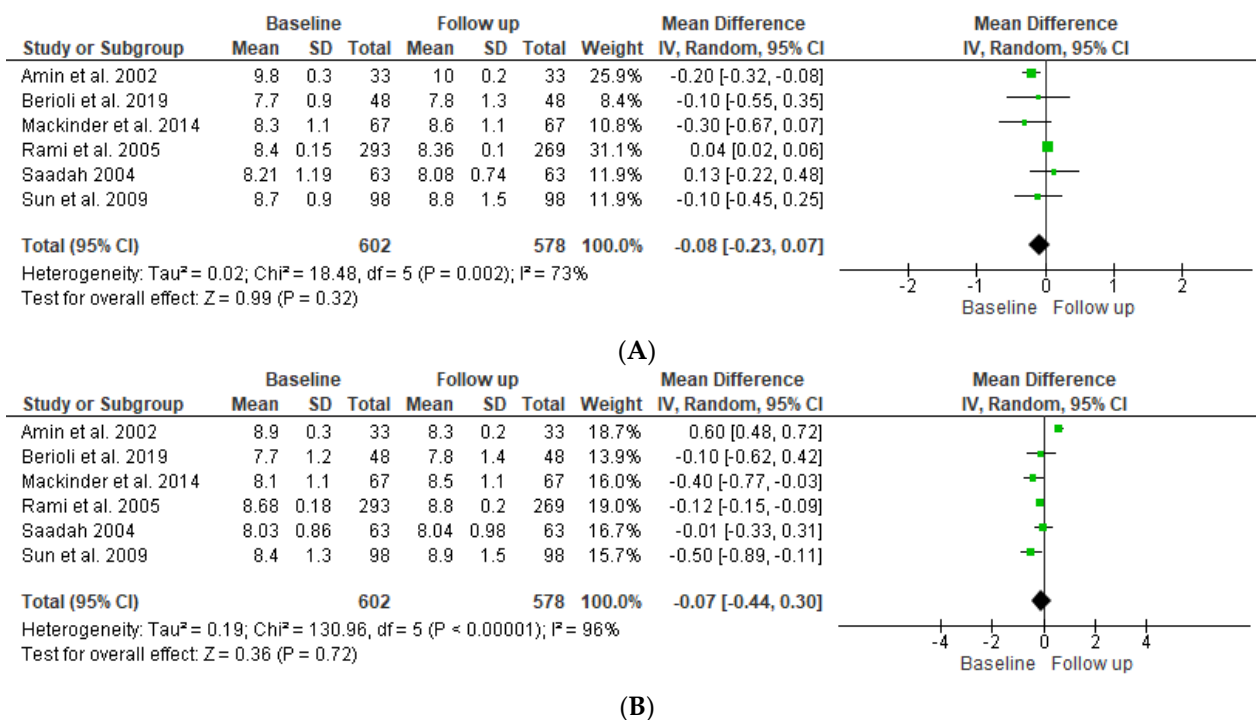 Baseline Follow up Mean Difference Mean Difference
Study or Subgroup Mean SD Total Mean SD Total Weight IV, Random, 95% CI IV, Random, 95% CI
Amin et al. 2002 9.8 0.3 33 10 0.2 33 25.9% -0.20 [-0.32, -0.08]
Berioli et al. 2019 7.7 0.9 48 7.8 1.3 48 8.4% -0.10 [-0.55, 0.35]
Mackinder et al. 2014 8.3 1.1 67 8.6 1.1 67 10.8% -0.30 [-0.67, 0.07]
Rami et al. 2005 8.4 0.15 293 8.36 0.1 269 31.1% 0.04 [0.02, 0.06]
Saadah 2004 8.21 1.19 63 8.08 0.74 63 11.9% 0.13 [-0.22, 0.48]
Sun et al. 2009 8.7 0.9 98 8.8 1.5 98 11.9% -0.10 [-0.45, 0.25]
Total (95% CI) 602 578 100.0% -0.08 [-0.23, 0.07]
Heterogeneity: Tau² = 0.02; Chi² = 18.48, df = 5 (P = 0.002); I² = 73%
Test for overall effect: Z = 0.99 (P = 0.32)
-2 -1 0 1 2
Baseline Follow up
(A)
Baseline Follow up Mean Difference Mean Difference
Study or Subgroup Mean SD Total Mean SD Total Weight IV, Random, 95% CI IV, Random, 95% CI
Amin et al. 2002 8.9 0.3 33 8.3 0.2 33 18.7% 0.60 [0.48, 0.72]
Berioli et al. 2019 7.7 1.2 48 7.8 1.4 48 13.9% -0.10 [-0.62, 0.42]
Mackinder et al. 2014 8.1 1.1 67 8.5 1.1 67 16.0% -0.40 [-0.77, -0.03]
Rami et al. 2005 8.68 0.18 293 8.8 0.2 269 19.0% -0.12 [-0.15, -0.09]
Saadah 2004 8.03 0.86 63 8.04 0.98 63 16.7% -0.01 [-0.33, 0.31]
Sun et al. 2009 8.4 1.3 98 8.9 1.5 98 15.7% -0.50 [-0.89, -0.11]
Total (95% CI) 602 578 100.0% -0.07 [-0.44, 0.30]
Heterogeneity: Tau² = 0.19; Chi² = 130.96, df = 5 (P < 0.00001); I² = 96%
Test for overall effect: Z = 0.36 (P = 0.72)
-4 -2 0 2 4
Baseline Follow up
(B)